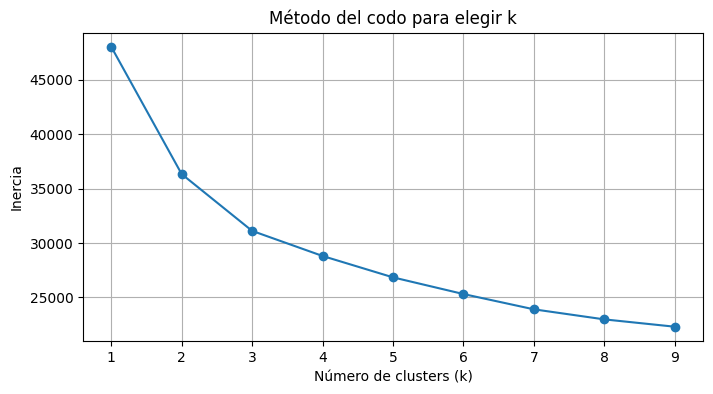 Método del codo para elegir k
45000
40000
35000
30000
25000
Inercia
1 2 3 4 5 6 7 8 9
Número de clusters (k)